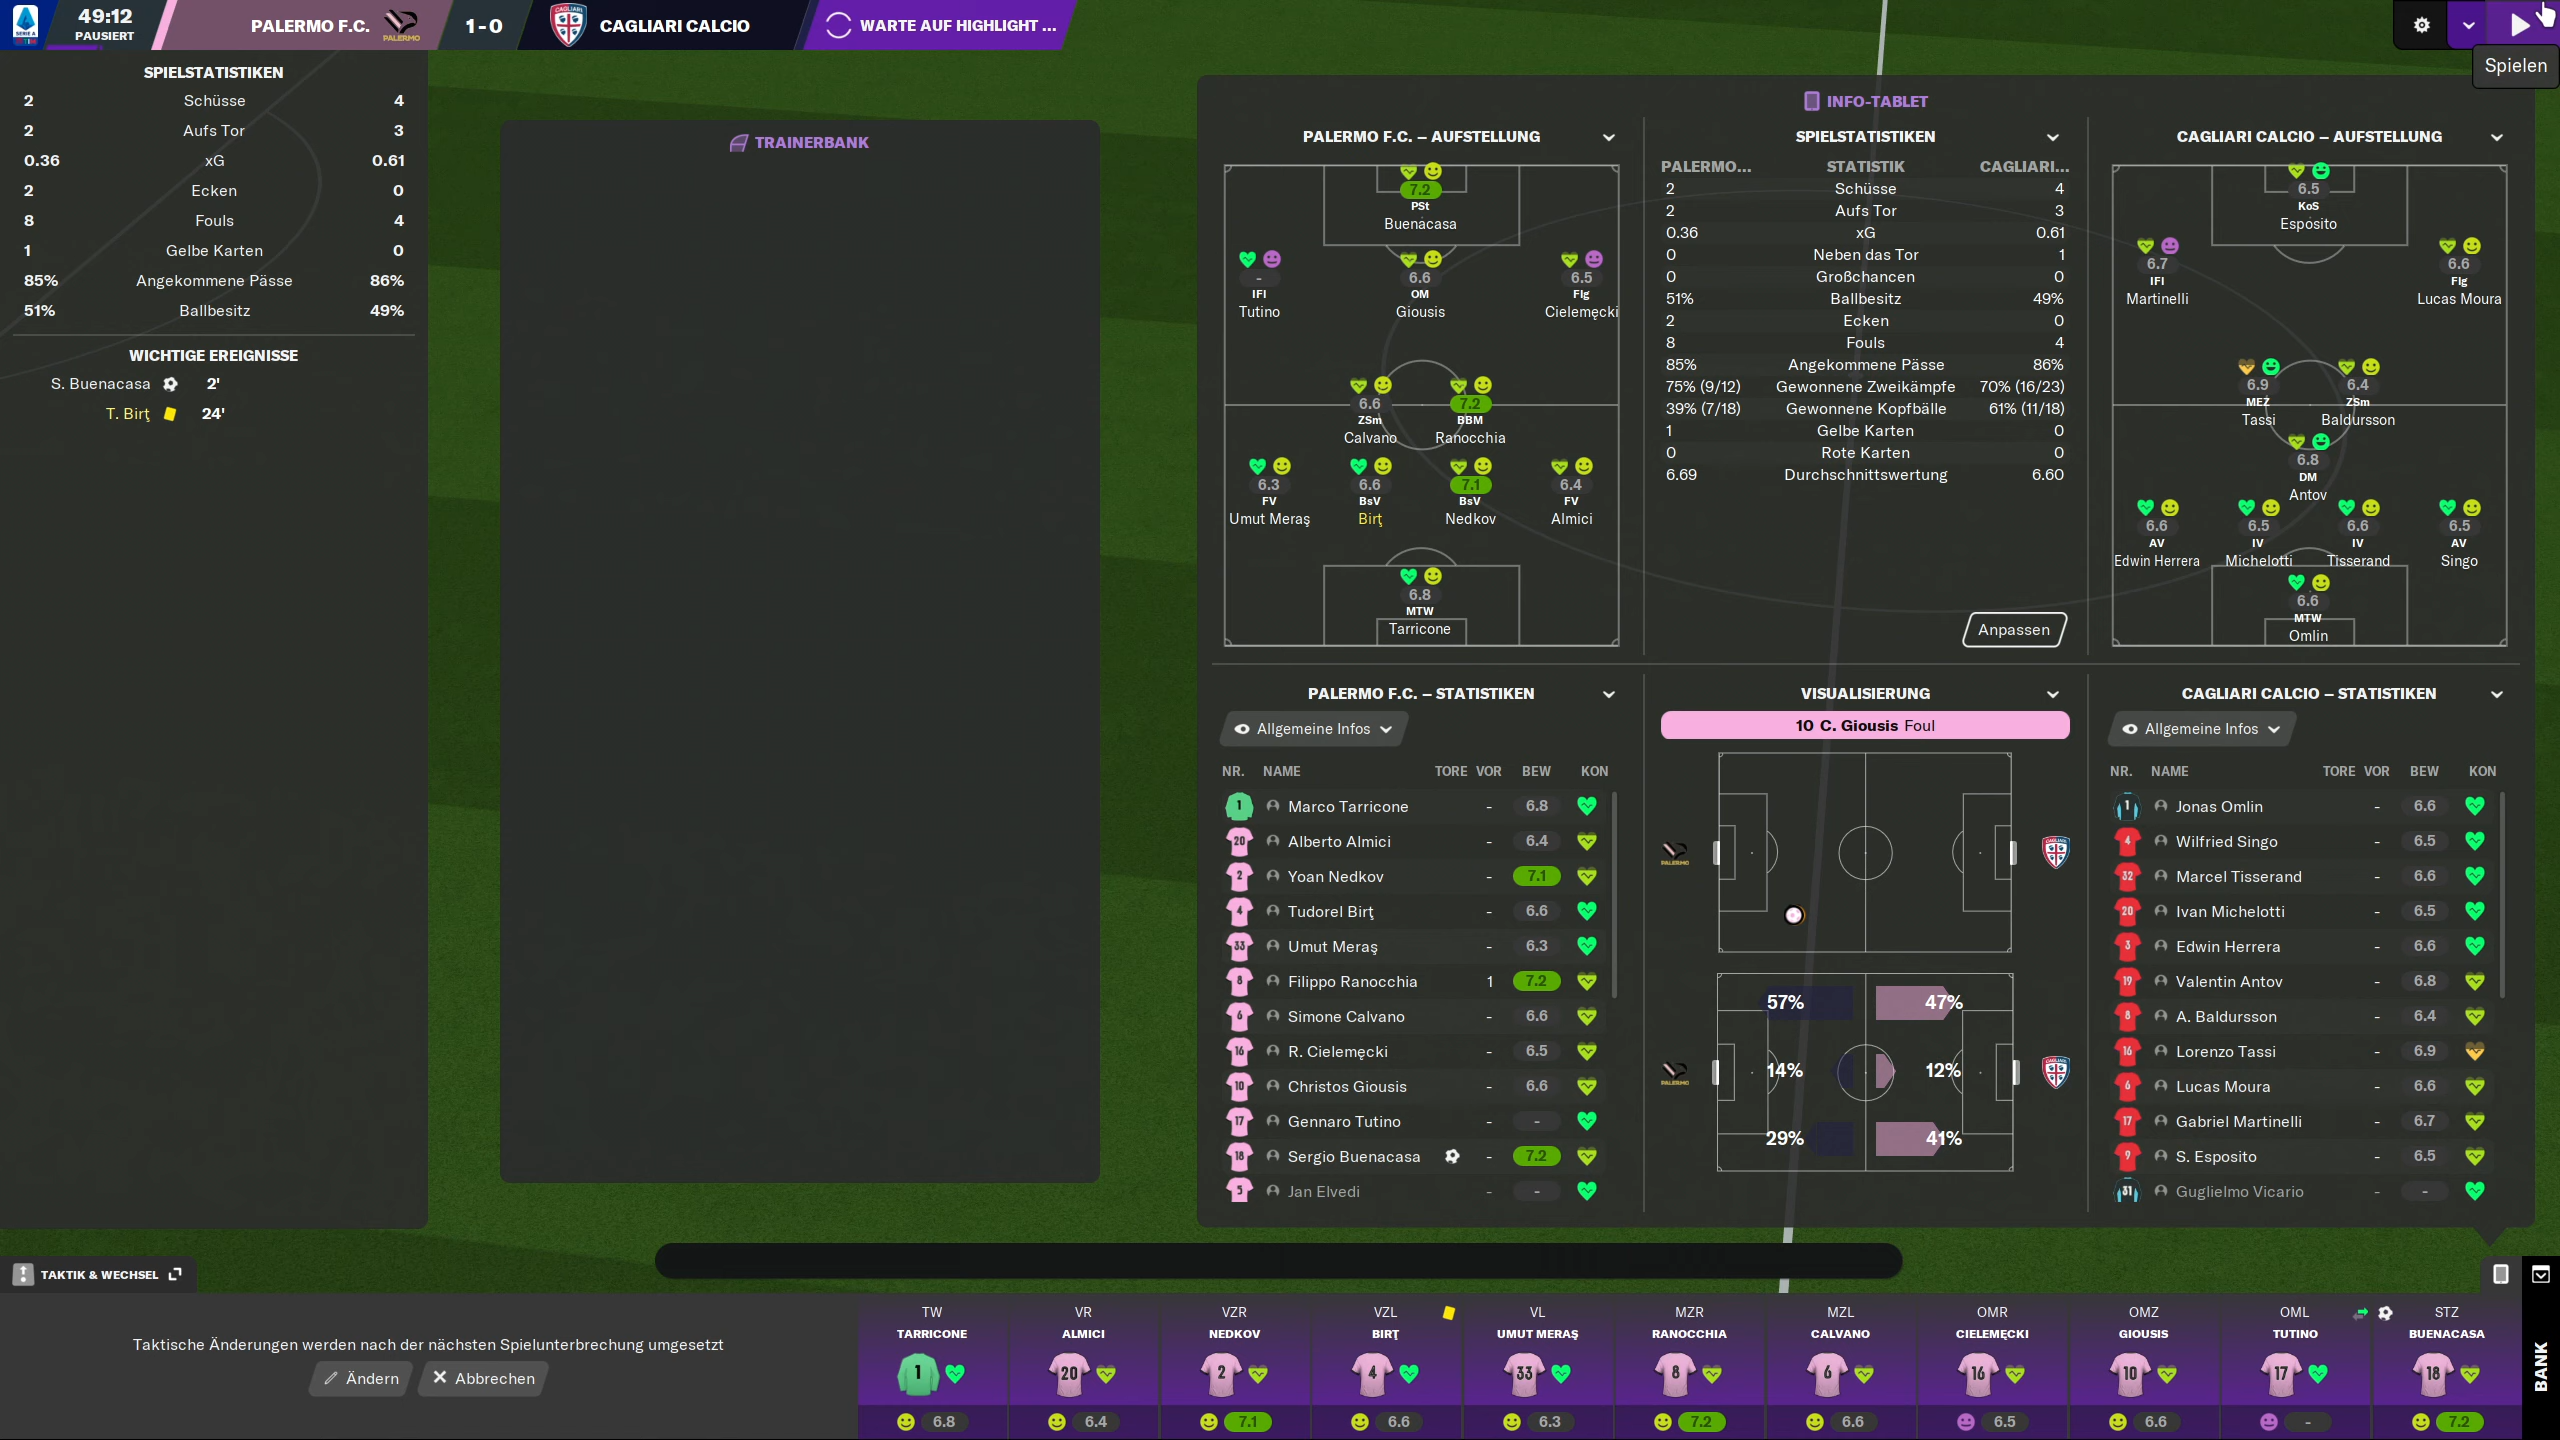 49:12
PAUSIERT
PALERMO F.C.
1 - 0
CAGLIARI CALCIO
WARTE AUF HIGHLIGHT ...
Spielen
SPIELSTATISTIKEN
2 Schüsse 4
2 Aufs Tor 3
0.36 xG 0.61
2 Ecken 0
8 Fouls 4
1 Gelbe Karten 0
85% Angekommene Pässe 86%
51% Ballbesitz 49%
WICHTIGE EREIGNISSE
S. Buenacasa 2'
T. Birţ 24'
TRAINERBANK
INFO-TABLET
PALERMO F.C. – AUFSTELLUNG
7.2
PSt
Buenacasa
- 6.6 6.5
IFl OM Flg
Tutino Giousis Cielemęcki
6.6 7.2
ZSm BBM
Calvano Ranocchia
6.3 6.6 7.1 6.4
FV BsV BsV FV
Umut Meraş Birţ Nedkov Almici
6.8
MTW
Tarricone
SPIELSTATISTIKEN
PALERMO... STATISTIK CAGLIARI...
2 Schüsse 4
2 Aufs Tor 3
0.36 xG 0.61
0 Neben das Tor 1
0 Großchancen 0
51% Ballbesitz 49%
2 Ecken 0
8 Fouls 4
85% Angekommene Pässe 86%
75% (9/12) Gewonnene Zweikämpfe 70% (16/23)
39% (7/18) Gewonnene Kopfbälle 61% (11/18)
1 Gelbe Karten 0
0 Rote Karten 0
6.69 Durchschnittswertung 6.60
Anpassen
CAGLIARI CALCIO – AUFSTELLUNG
6.5
KoS
Esposito
6.7 6.6
IFl Flg
Martinelli Lucas Moura
6.9 6.4
MEZ ZSm
Tassi Baldursson
6.8
DM
Antov
6.6 6.5 6.6 6.5
AV IV IV AV
Edwin Herrera Michelotti Tisserand Singo
6.6
MTW
Omlin
PALERMO F.C. – STATISTIKEN
Allgemeine Infos
NR. NAME TORE VOR BEW KON
1 Marco Tarricone - 6.8
20 Alberto Almici - 6.4
2 Yoan Nedkov - 7.1
4 Tudorel Birţ - 6.6
33 Umut Meraş - 6.3
8 Filippo Ranocchia 1 7.2
6 Simone Calvano - 6.6
16 R. Cielemęcki - 6.5
10 Christos Giousis - 6.6
17 Gennaro Tutino - -
18 Sergio Buenacasa - 7.2
5 Jan Elvedi - -
VISUALISIERUNG
10 C. Giousis Foul
PALERMO CAGLIARI
57% 47%
14% 12%
PALERMO CAGLIARI
29% 41%
CAGLIARI CALCIO – STATISTIKEN
Allgemeine Infos
NR. NAME TORE VOR BEW KON
1 Jonas Omlin - 6.6
4 Wilfried Singo - 6.5
32 Marcel Tisserand - 6.6
20 Ivan Michelotti - 6.5
3 Edwin Herrera - 6.6
19 Valentin Antov - 6.8
8 A. Baldursson - 6.4
16 Lorenzo Tassi - 6.9
6 Lucas Moura - 6.6
17 Gabriel Martinelli - 6.7
9 S. Esposito - 6.5
31 Guglielmo Vicario - -
TAKTIK & WECHSEL
Taktische Änderungen werden nach der nächsten Spielunterbrechung umgesetzt
Ändern Abbrechen
TW VR VZR VZL VL MZR MZL OMR OMZ OML STZ
TARRICONE ALMICI NEDKOV BIRŢ UMUT MERAŞ RANOCCHIA CALVANO CIELEMĘCKI GIOUSIS TUTINO BUENACASA
1 20 2 4 33 8 6 16 10 17 18
6.8 6.4 7.1 6.6 6.3 7.2 6.6 6.5 6.6 - 7.2
BANK